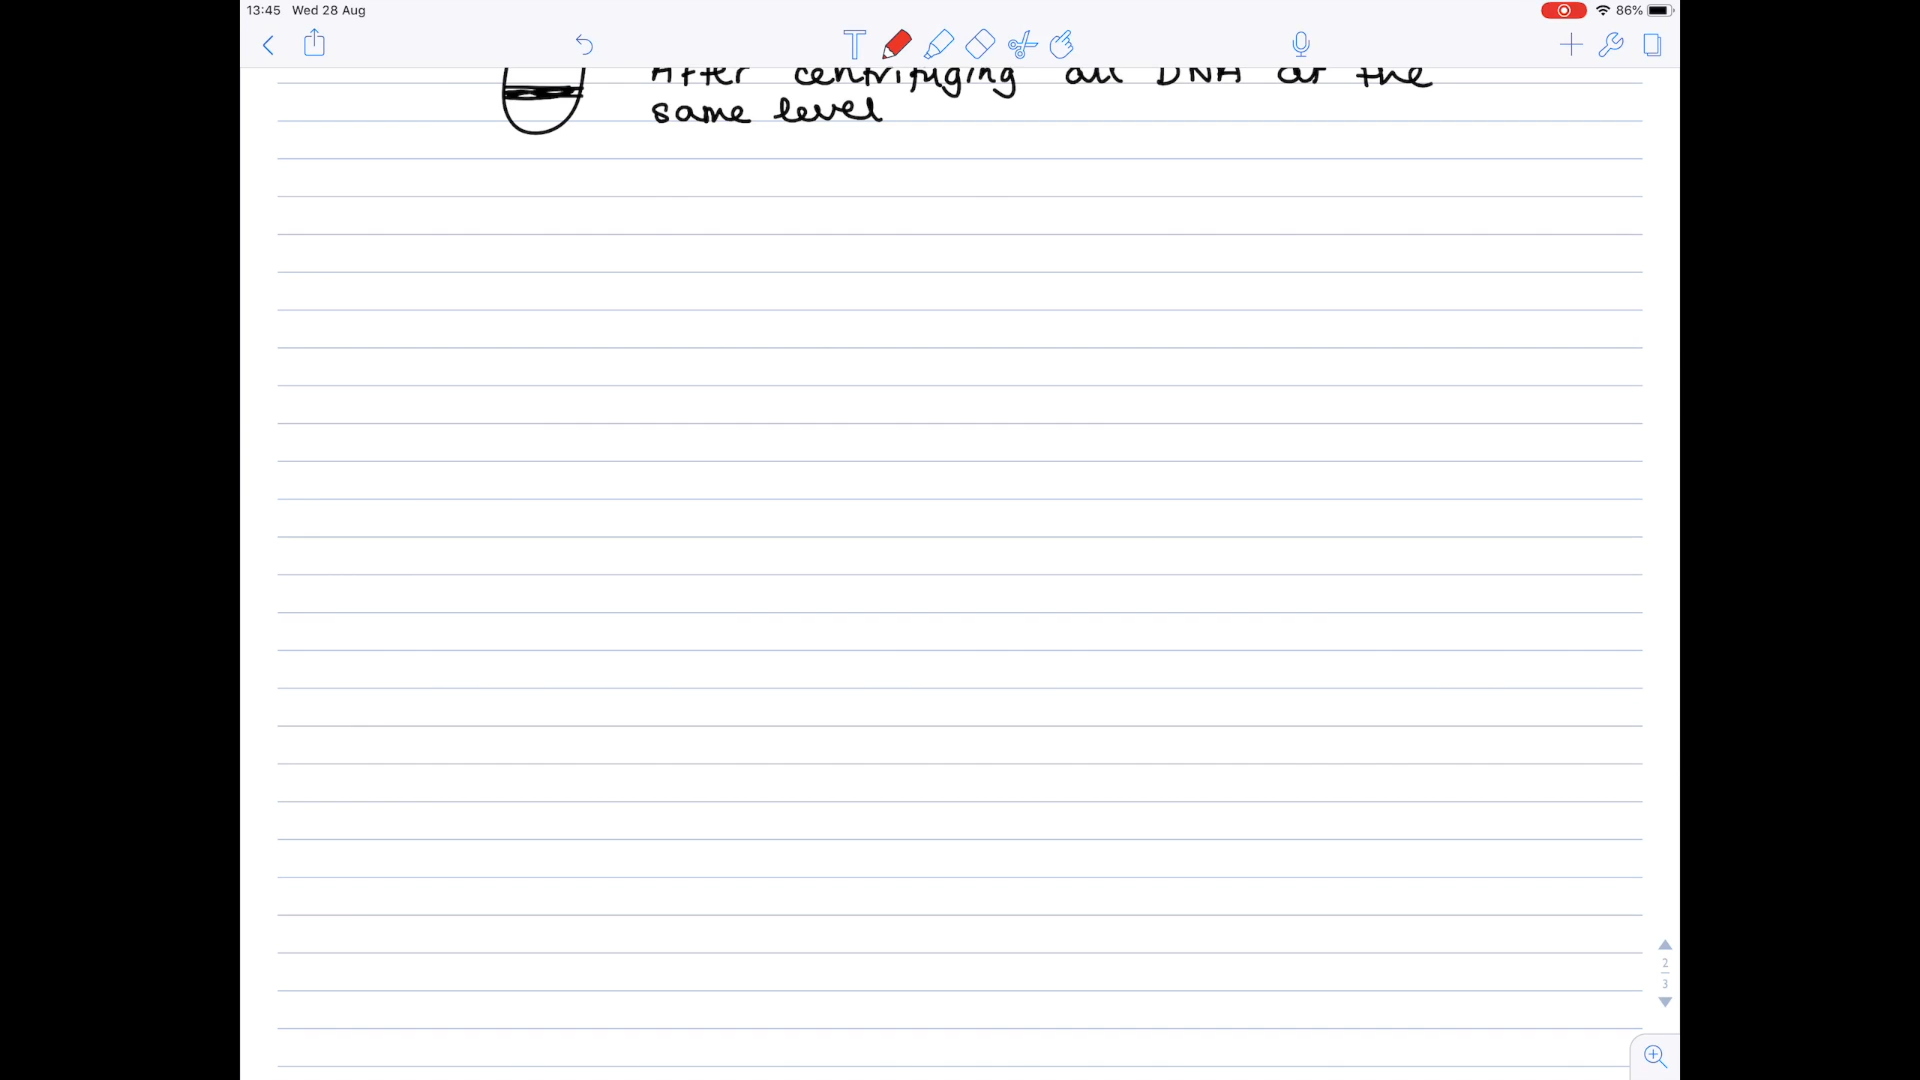 13:45 Wed 28 Aug
86%
T
After centrifuging all DNA at the
same level
2
3